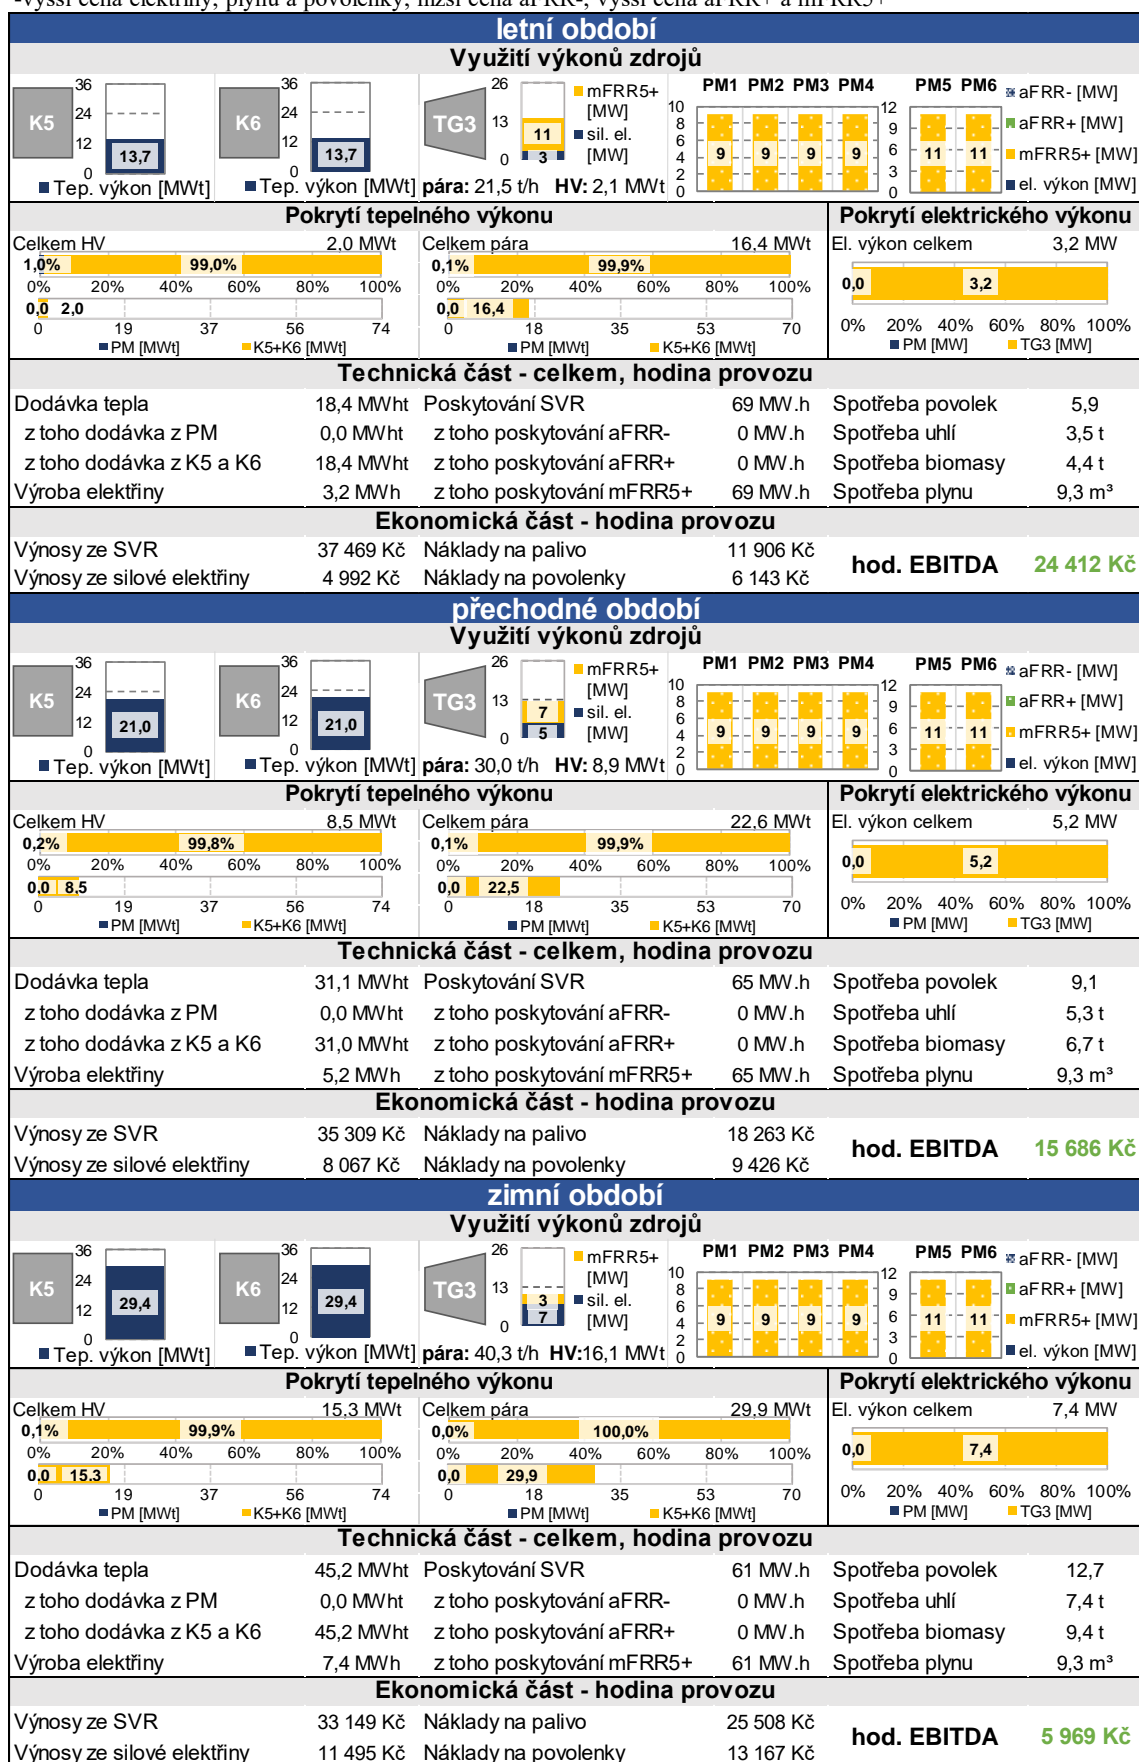 -vyšší cena elektřiny, plynu a povolenky, nižší cena aFRR-, vyšší cena aFRR+ a mFRR5+
letní období
Využití výkonů zdrojů
K5
36
24
12
0
13,7
Tep. výkon [MWt]
K6
36
24
12
0
13,7
Tep. výkon [MWt]
TG3
26
13
0
11
3
mFRR5+ [MW]
sil. el. [MW]
pára: 21,5 t/h HV: 2,1 MWt
PM1 PM2 PM3 PM4
10
8
6
4
2
0
9 9 9 9
PM5 PM6
12
9
6
3
0
11 11
aFRR- [MW]
aFRR+ [MW]
mFRR5+ [MW]
el. výkon [MW]
Pokrytí tepelného výkonu
Pokrytí elektrického výkonu
Celkem HV 2,0 MWt
1,0% 99,0%
0% 20% 40% 60% 80% 100%
0,0 2,0
0 19 37 56 74
PM [MWt] K5+K6 [MWt]
Celkem pára 16,4 MWt
0,1% 99,9%
0% 20% 40% 60% 80% 100%
0,0 16,4
0 18 35 53 70
PM [MWt] K5+K6 [MWt]
El. výkon celkem 3,2 MW
0,0 3,2
0% 20% 40% 60% 80% 100%
PM [MW] TG3 [MW]
Technická část - celkem, hodina provozu
Dodávka tepla 18,4 MWht Poskytování SVR 69 MW.h Spotřeba povolek 5,9
z toho dodávka z PM 0,0 MWht z toho poskytování aFRR- 0 MW.h Spotřeba uhlí 3,5 t
z toho dodávka z K5 a K6 18,4 MWht z toho poskytování aFRR+ 0 MW.h Spotřeba biomasy 4,4 t
Výroba elektřiny 3,2 MWh z toho poskytování mFRR5+ 69 MW.h Spotřeba plynu 9,3 m³
Ekonomická část - hodina provozu
Výnosy ze SVR 37 469 Kč Náklady na palivo 11 906 Kč
Výnosy ze silové elektřiny 4 992 Kč Náklady na povolenky 6 143 Kč
hod. EBITDA 24 412 Kč
přechodné období
Využití výkonů zdrojů
K5
36
24
12
0
21,0
Tep. výkon [MWt]
K6
36
24
12
0
21,0
Tep. výkon [MWt]
TG3
26
13
0
7
5
mFRR5+ [MW]
sil. el. [MW]
pára: 30,0 t/h HV: 8,9 MWt
PM1 PM2 PM3 PM4
10
8
6
4
2
0
9 9 9 9
PM5 PM6
12
9
6
3
0
11 11
aFRR- [MW]
aFRR+ [MW]
mFRR5+ [MW]
el. výkon [MW]
Pokrytí tepelného výkonu
Pokrytí elektrického výkonu
Celkem HV 8,5 MWt
0,2% 99,8%
0% 20% 40% 60% 80% 100%
0,0 8,5
0 19 37 56 74
PM [MWt] K5+K6 [MWt]
Celkem pára 22,6 MWt
0,1% 99,9%
0% 20% 40% 60% 80% 100%
0,0 22,5
0 18 35 53 70
PM [MWt] K5+K6 [MWt]
El. výkon celkem 5,2 MW
0,0 5,2
0% 20% 40% 60% 80% 100%
PM [MW] TG3 [MW]
Technická část - celkem, hodina provozu
Dodávka tepla 31,1 MWht Poskytování SVR 65 MW.h Spotřeba povolek 9,1
z toho dodávka z PM 0,0 MWht z toho poskytování aFRR- 0 MW.h Spotřeba uhlí 5,3 t
z toho dodávka z K5 a K6 31,0 MWht z toho poskytování aFRR+ 0 MW.h Spotřeba biomasy 6,7 t
Výroba elektřiny 5,2 MWh z toho poskytování mFRR5+ 65 MW.h Spotřeba plynu 9,3 m³
Ekonomická část - hodina provozu
Výnosy ze SVR 35 309 Kč Náklady na palivo 18 263 Kč
Výnosy ze silové elektřiny 8 067 Kč Náklady na povolenky 9 426 Kč
hod. EBITDA 15 686 Kč
zimní období
Využití výkonů zdrojů
K5
36
24
12
0
29,4
Tep. výkon [MWt]
K6
36
24
12
0
29,4
Tep. výkon [MWt]
TG3
26
13
0
3
7
mFRR5+ [MW]
sil. el. [MW]
pára: 40,3 t/h HV:16,1 MWt
PM1 PM2 PM3 PM4
10
8
6
4
2
0
9 9 9 9
PM5 PM6
12
9
6
3
0
11 11
aFRR- [MW]
aFRR+ [MW]
mFRR5+ [MW]
el. výkon [MW]
Pokrytí tepelného výkonu
Pokrytí elektrického výkonu
Celkem HV 15,3 MWt
0,1% 99,9%
0% 20% 40% 60% 80% 100%
0,0 15,3
0 19 37 56 74
PM [MWt] K5+K6 [MWt]
Celkem pára 29,9 MWt
0,0% 100,0%
0% 20% 40% 60% 80% 100%
0,0 29,9
0 18 35 53 70
PM [MWt] K5+K6 [MWt]
El. výkon celkem 7,4 MW
0,0 7,4
0% 20% 40% 60% 80% 100%
PM [MW] TG3 [MW]
Technická část - celkem, hodina provozu
Dodávka tepla 45,2 MWht Poskytování SVR 61 MW.h Spotřeba povolek 12,7
z toho dodávka z PM 0,0 MWht z toho poskytování aFRR- 0 MW.h Spotřeba uhlí 7,4 t
z toho dodávka z K5 a K6 45,2 MWht z toho poskytování aFRR+ 0 MW.h Spotřeba biomasy 9,4 t
Výroba elektřiny 7,4 MWh z toho poskytování mFRR5+ 61 MW.h Spotřeba plynu 9,3 m³
Ekonomická část - hodina provozu
Výnosy ze SVR 33 149 Kč Náklady na palivo 25 508 Kč
Výnosy ze silové elektřiny 11 495 Kč Náklady na povolenky 13 167 Kč
hod. EBITDA 5 969 Kč